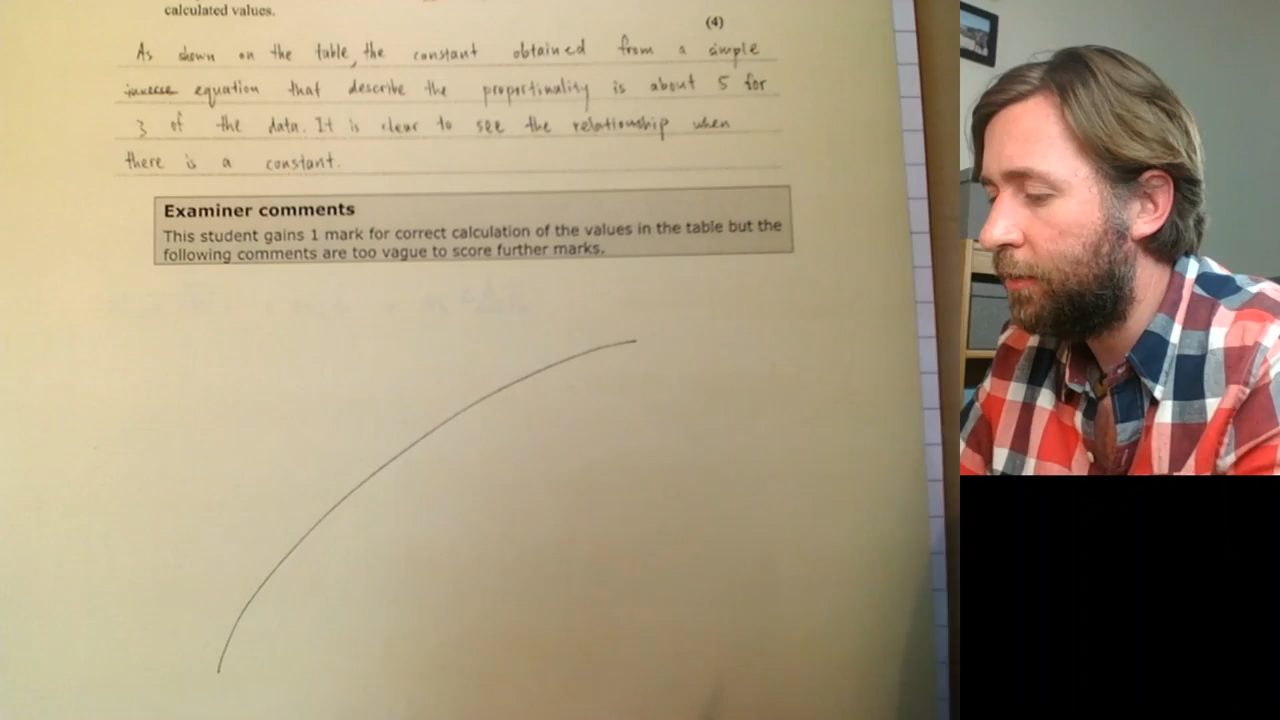 calculated values.
(4)
As shown on the table, the constant obtained from a simple
inverse equation that describe the proportinality is about 5 for
3 of the data. It is clear to see the relationship when
there is a constant.
Examiner comments
This student gains 1 mark for correct calculation of the values in the table but the
following comments are too vague to score further marks.